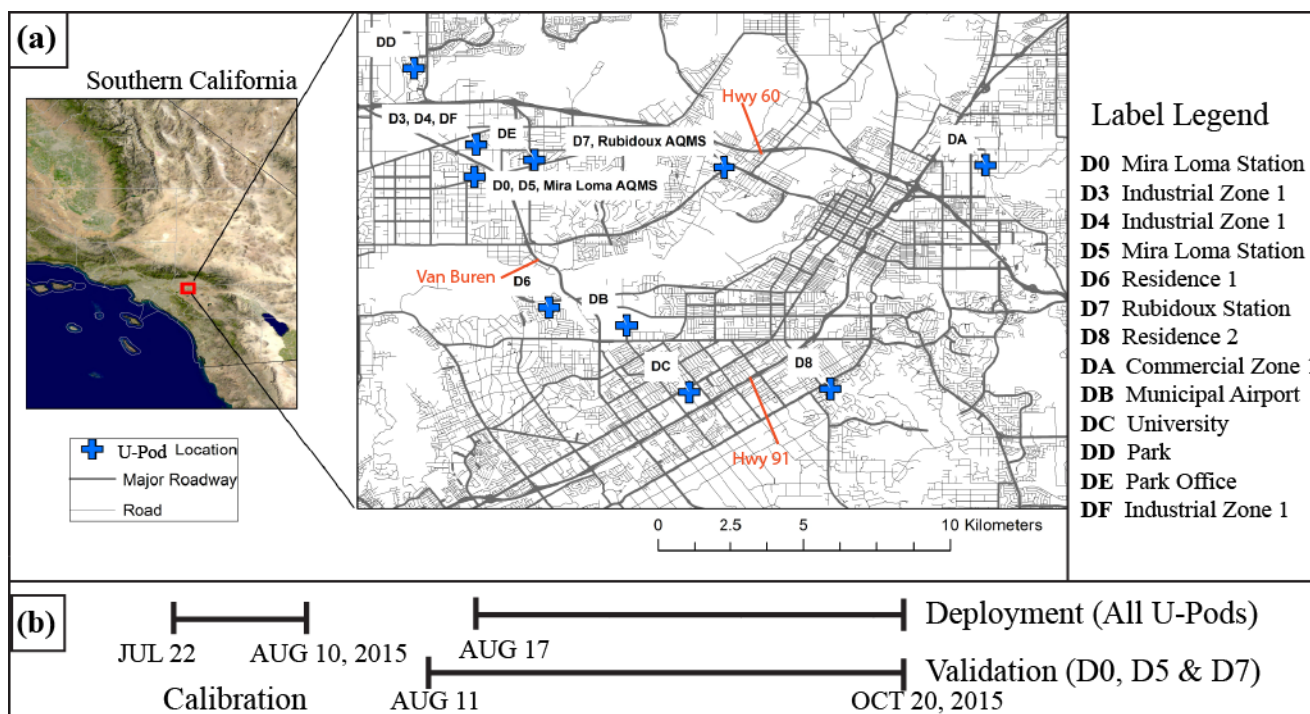 (a)
Southern California
U-Pod Location
Major Roadway
Road
DD
D3, D4, DF
DE
D7, Rubidoux AQMS
D0, D5, Mira Loma AQMS
Hwy 60
DA
Van Buren
D6
DB
DC
D8
Hwy 91
0 2.5 5 10 Kilometers
Label Legend
D0 Mira Loma Station
D3 Industrial Zone 1
D4 Industrial Zone 1
D5 Mira Loma Station
D6 Residence 1
D7 Rubidoux Station
D8 Residence 2
DA Commercial Zone 1
DB Municipal Airport
DC University
DD Park
DE Park Office
DF Industrial Zone 1
(b)
JUL 22
AUG 10, 2015
Calibration
AUG 17
Deployment (All U-Pods)
AUG 11
OCT 20, 2015
Validation (D0, D5 & D7)